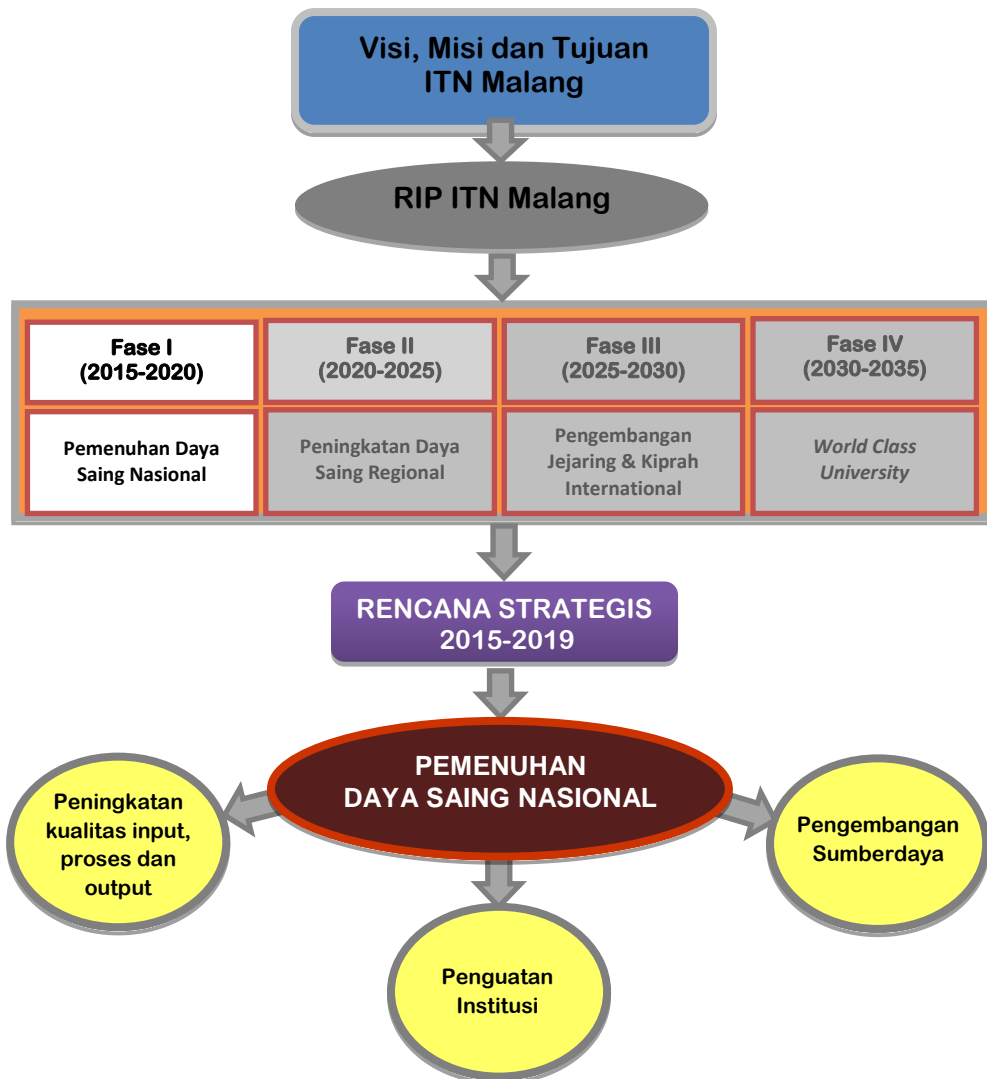 Visi, Misi dan Tujuan
ITN Malang
RIP ITN Malang
Fase I
(2015-2020)
Fase II
(2020-2025)
Fase III
(2025-2030)
Fase IV
(2030-2035)
Pemenuhan Daya
Saing Nasional
Peningkatan Daya
Saing Regional
Pengembangan
Jejaring & Kiprah
International
World Class
University
RENCANA STRATEGIS
2015-2019
PEMENUHAN
DAYA SAING NASIONAL
Peningkatan
kualitas input,
proses dan
output
Penguatan
Institusi
Pengembangan
Sumberdaya